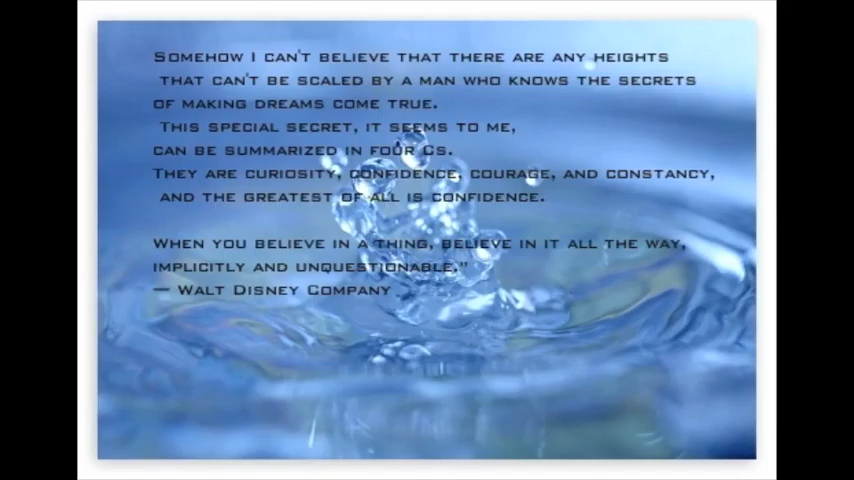 Somehow I can't believe that there are any heights
that can't be scaled by a man who knows the secrets
of making dreams come true.
This special secret, it seems to me,
can be summarized in four Cs.
They are curiosity, confidence, courage, and constancy,
and the greatest of all is confidence.
When you believe in a thing, believe in it all the way,
implicitly and unquestionable.”
— Walt Disney Company